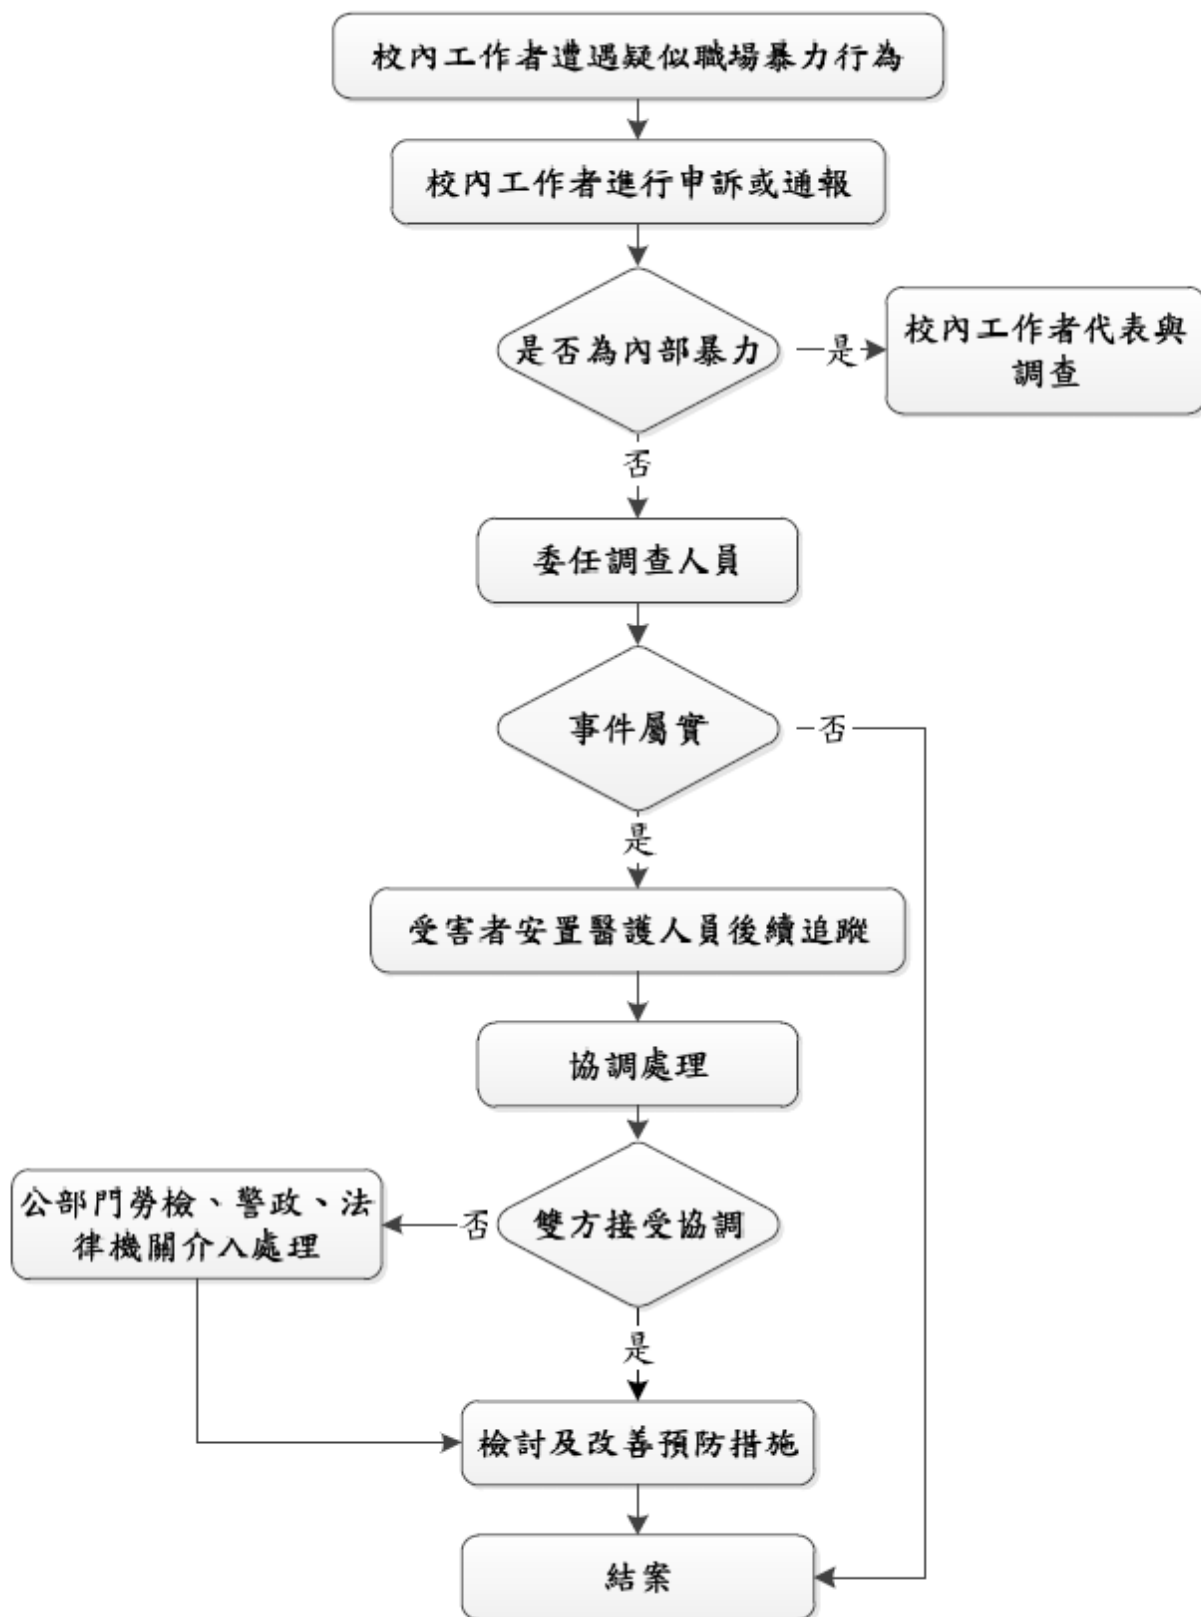 校內工作者遭遇疑似職場暴力行為
校內工作者進行申訴或通報
是否為內部暴力
是
校內工作者代表與
調查
否
委任調查人員
事件屬實
否
是
受害者安置醫護人員後續追蹤
協調處理
雙方接受協調
否
公部門勞檢、警政、法
律機關介入處理
是
檢討及改善預防措施
結案